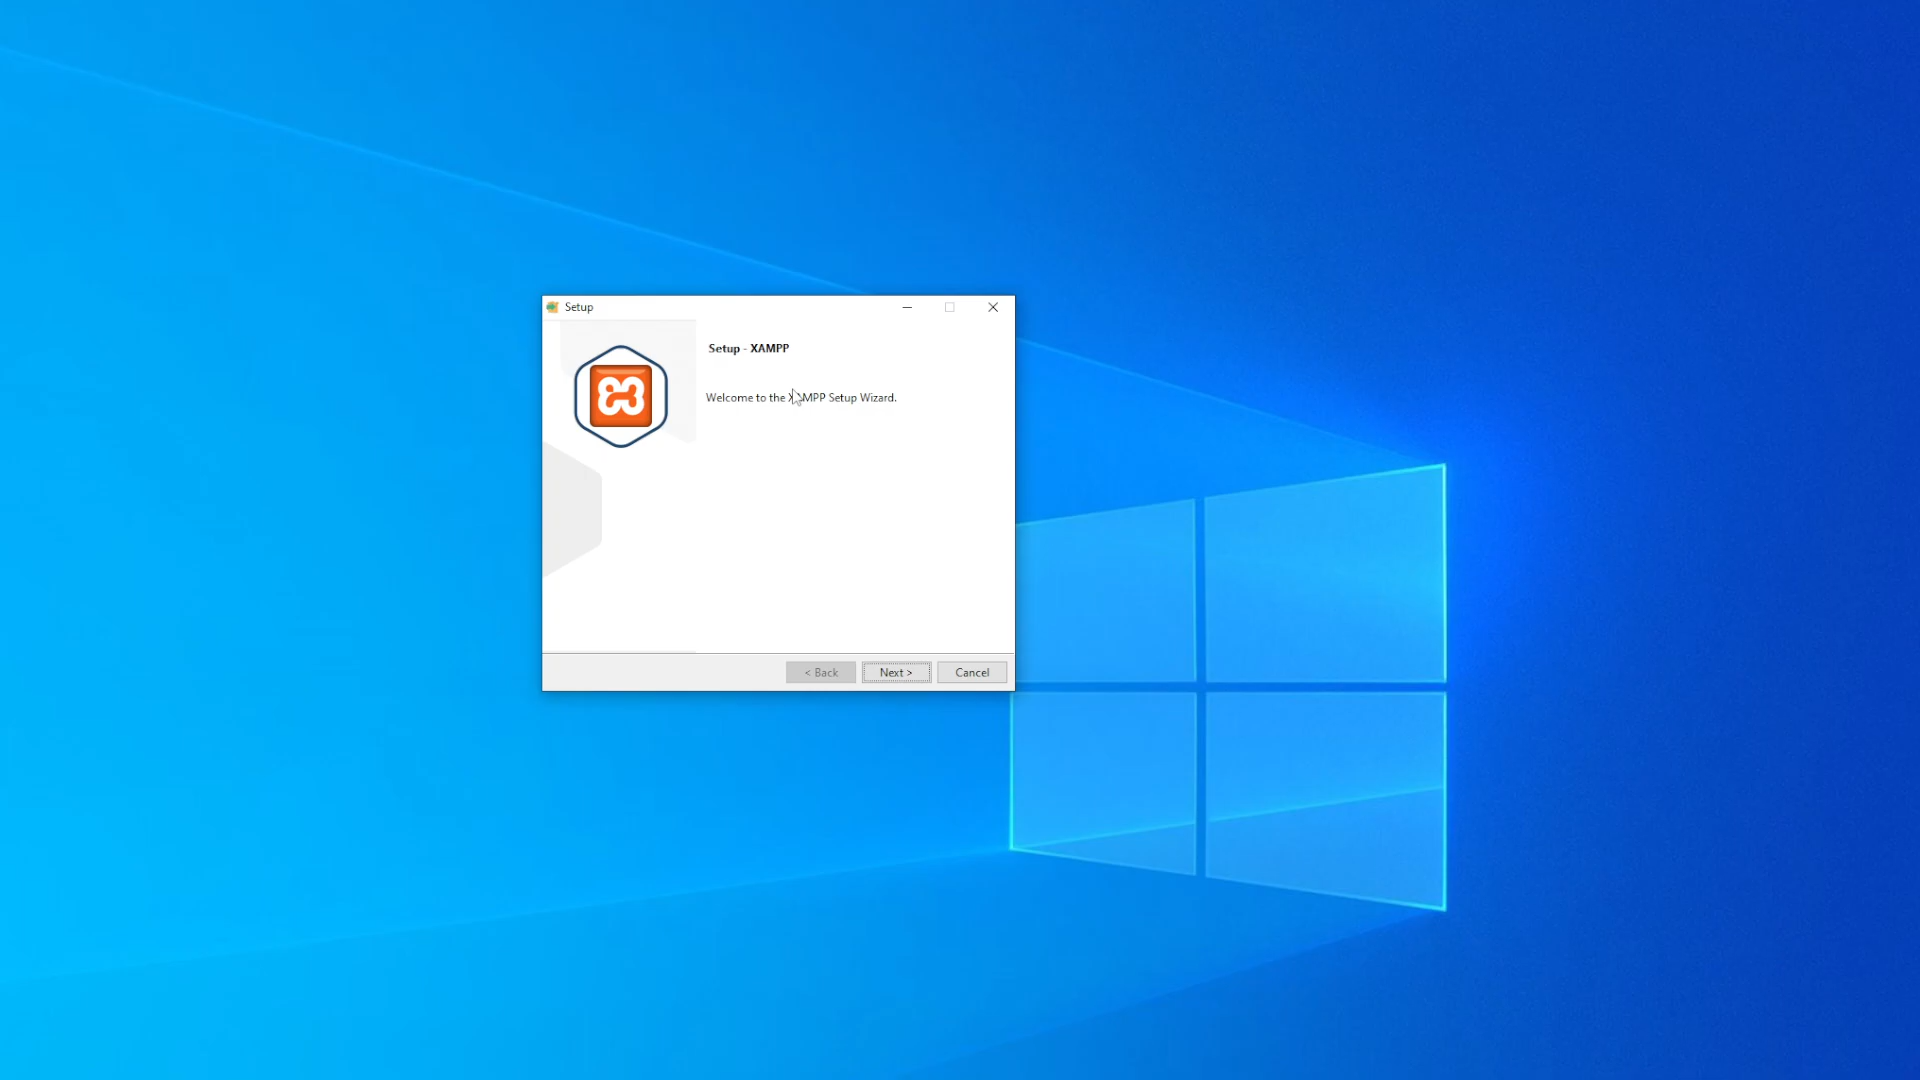 Setup
Setup - XAMPP
Welcome to the XAMPP Setup Wizard.
< Back
Next >
Cancel